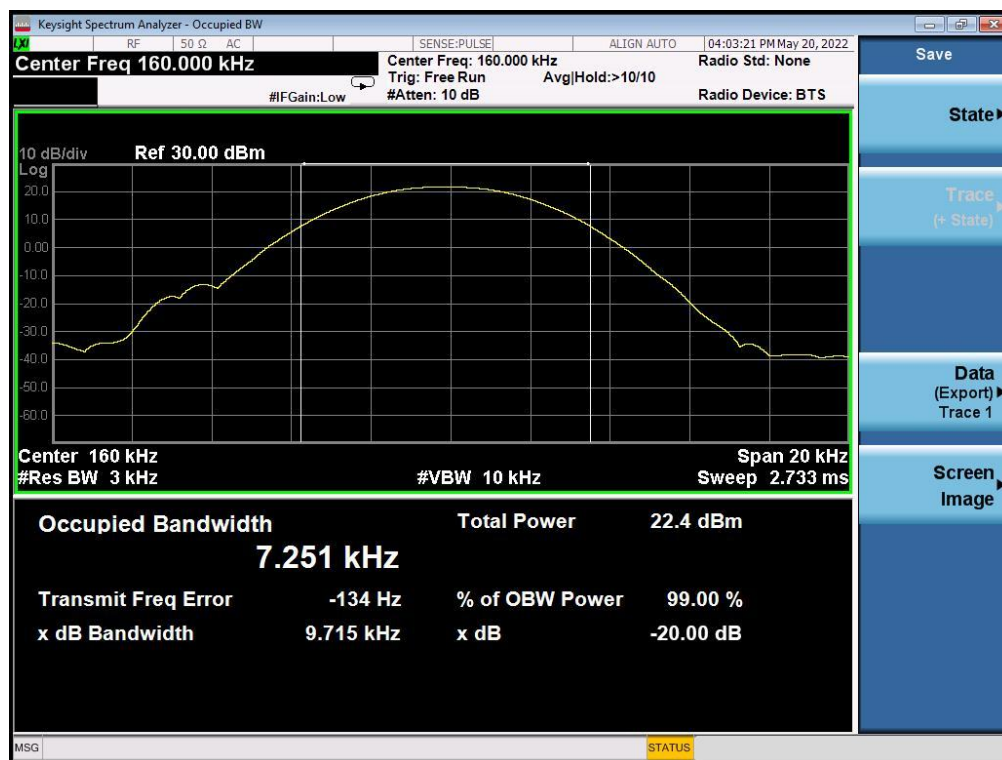 Keysight Spectrum Analyzer - Occupied BW
LXI RF 50 Ω AC SENSE:PULSE ALIGN AUTO 04:03:21 PM May 20, 2022
Center Freq 160.000 kHz
Center Freq: 160.000 kHz Radio Std: None
Trig: Free Run Avg|Hold:>10/10
#IFGain:Low #Atten: 10 dB Radio Device: BTS
10 dB/div Ref 30.00 dBm
Log
20.0
10.0
0.00
-10.0
-20.0
-30.0
-40.0
-50.0
-60.0
Center 160 kHz Span 20 kHz
#Res BW 3 kHz #VBW 10 kHz Sweep 2.733 ms
Occupied Bandwidth Total Power 22.4 dBm
7.251 kHz
Transmit Freq Error -134 Hz % of OBW Power 99.00 %
x dB Bandwidth 9.715 kHz x dB -20.00 dB
MSG STATUS
Save
State
Trace
(+ State)
Data
(Export)
Trace 1
Screen
Image